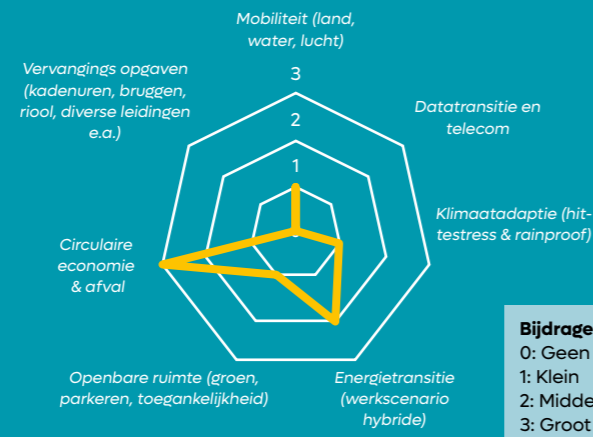 Mobiliteit (land,
water, lucht)
Vervangings opgaven
(kadenuren, bruggen,
riool, diverse leidingen
e.a.)
3
2
1
Datatransitie en
telecom
Klimaatadaptie (hit-
testress & rainproof)
Circulaire
economie
& afval
Openbare ruimte (groen,
parkeren, toegankelijkheid)
Energietransitie
(werkscenario
hybride)
Bijdrage
0: Geen
1: Klein
2: Midde
3: Groot